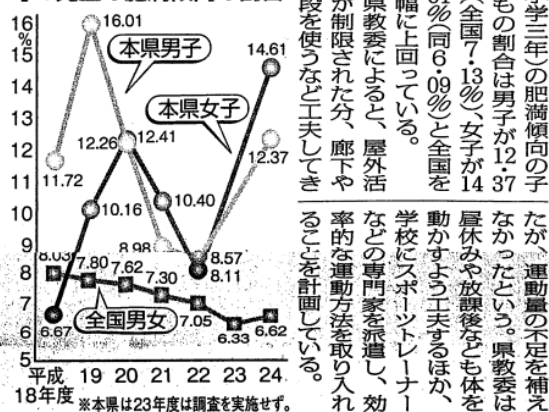 学三年)の肥満傾向の子
もの割合は男子が12・37
(全国7・13%)、女子が14
61%(同6・09%)と全国を
幅に上回っている。
県教委によると、屋外活
が制限された分、廊下や
段を使うなど工夫してき
たが、運動量の不足を補え
なかったという。県教委は
昼休みや放課後なども体を
動かすよう工夫するほか、
学校にスポーツトレーナー
などの専門家を派遣し、効
率的な運動方法を取り入れ
ることを計画している。
16
%
15
14
13
12
11
10
9
8
7
6
5
16.01
本県男子
14.61
本県女子
12.26
12.41
12.37
11.72
10.16
10.40
8.98
8.57
8.11
8.03
7.80
7.62
7.30
7.05
6.33
6.62
6.67
全国男女
平成
18年度
19
20
21
22
23
24
※本県は23年度は調査を実施せず。